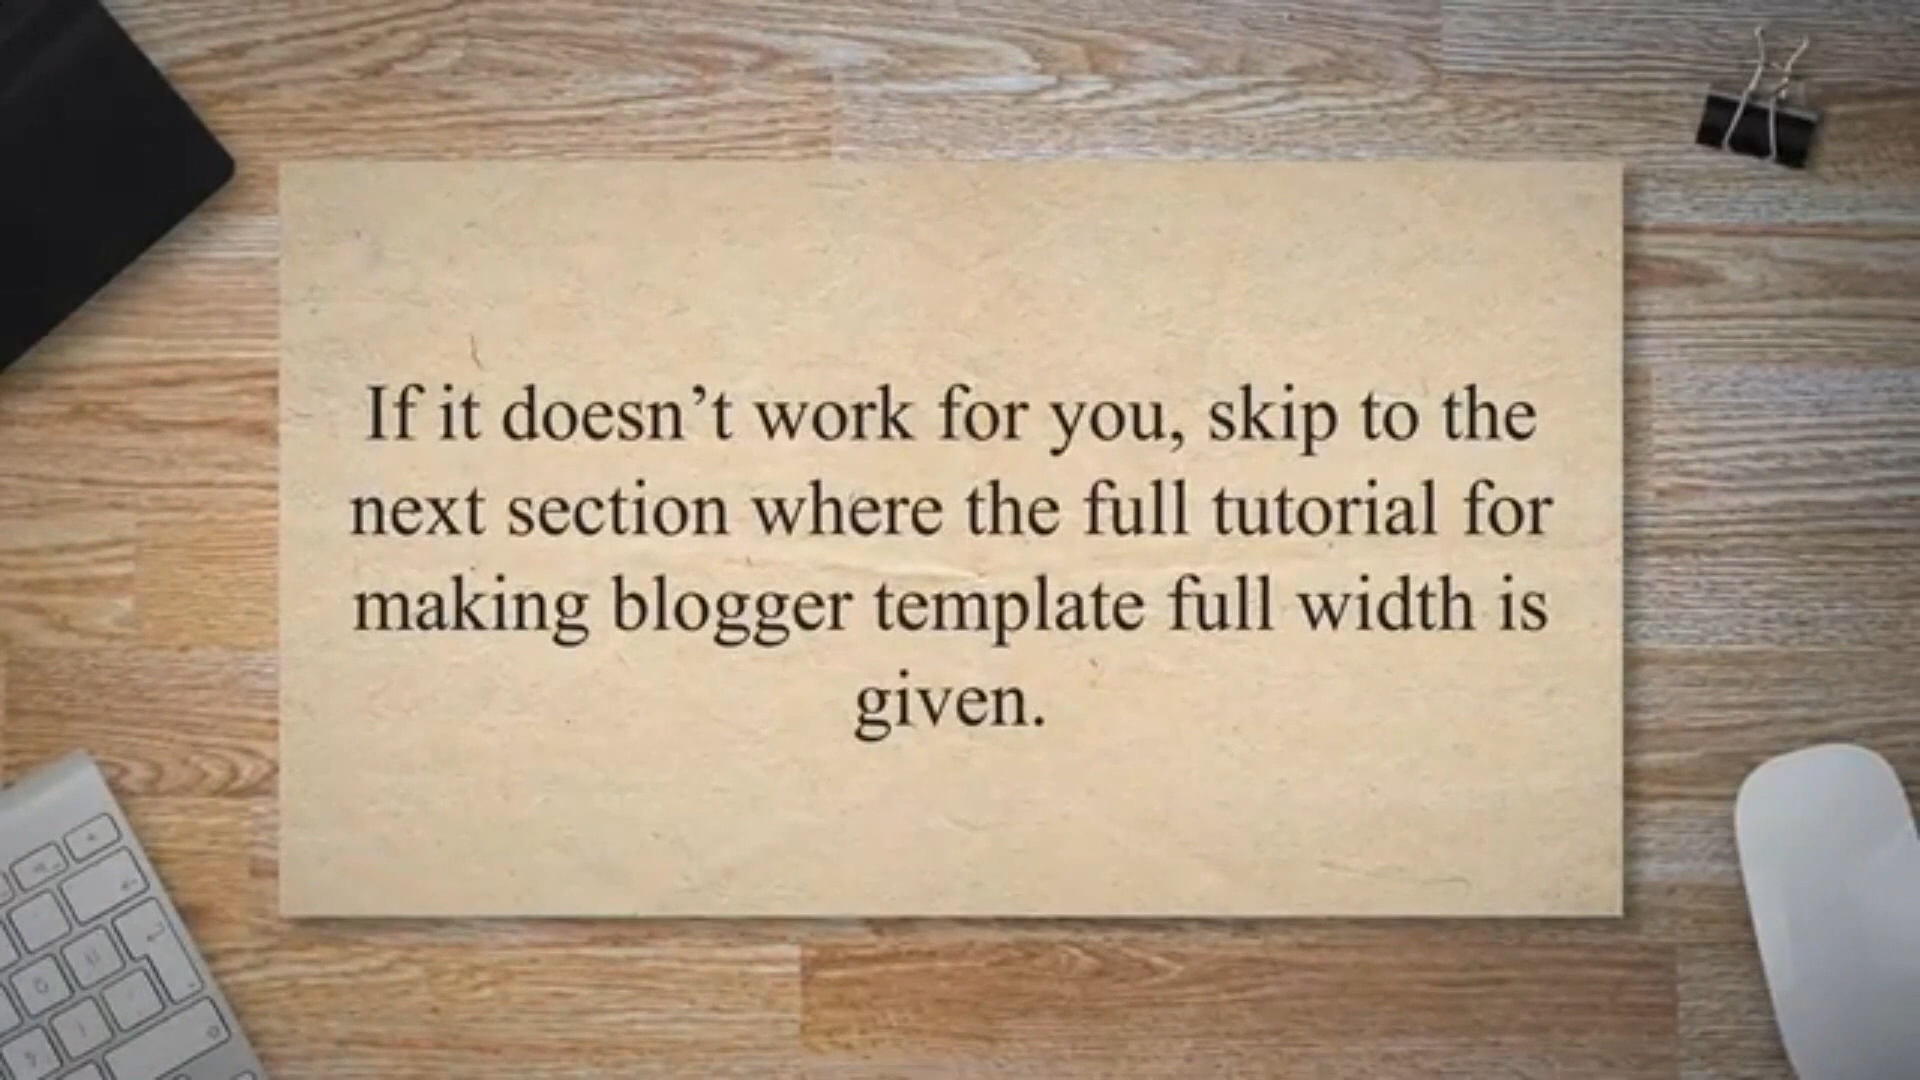 If it doesn’t work for you, skip to the
next section where the full tutorial for
making blogger template full width is
given.